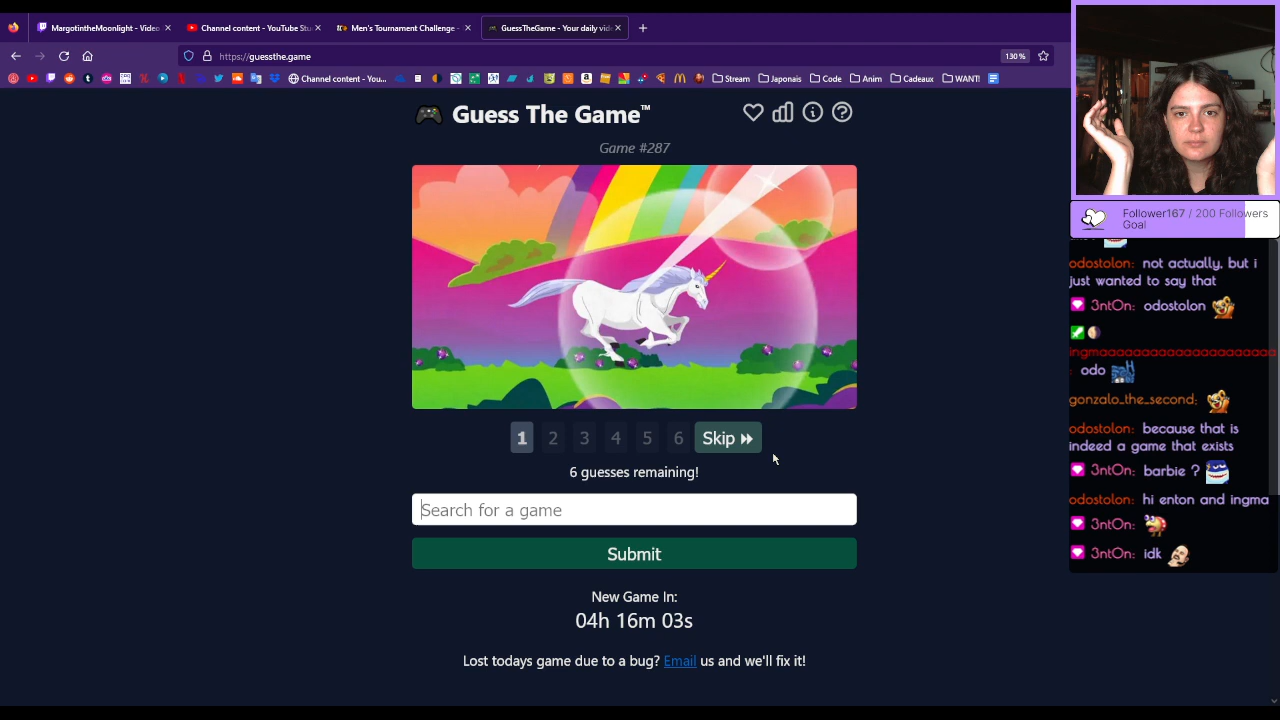 MargotintheMoonlight - Video
Channel content - YouTube Stu
Men's Tournament Challenge -
GuessTheGame - Your daily vid
https://guessthe.game
130%
Channel content - You...
Stream
Japonais
Code
Anim
Cadeaux
WANT!
Guess The Game™
Game #287
1 2 3 4 5 6 Skip
6 guesses remaining!
Search for a game
Submit
New Game In:
04h 16m 03s
Lost todays game due to a bug? Email us and we'll fix it!
Follower167 / 200 Followers
Goal
odostolon: not actually, but i
just wanted to say that
3ntOn: odostolon
: odo
gonzalo_the_second:
odostolon: because that is
indeed a game that exists
3ntOn: barbie ?
odostolon: hi enton and ingma
3ntOn:
3ntOn: idk